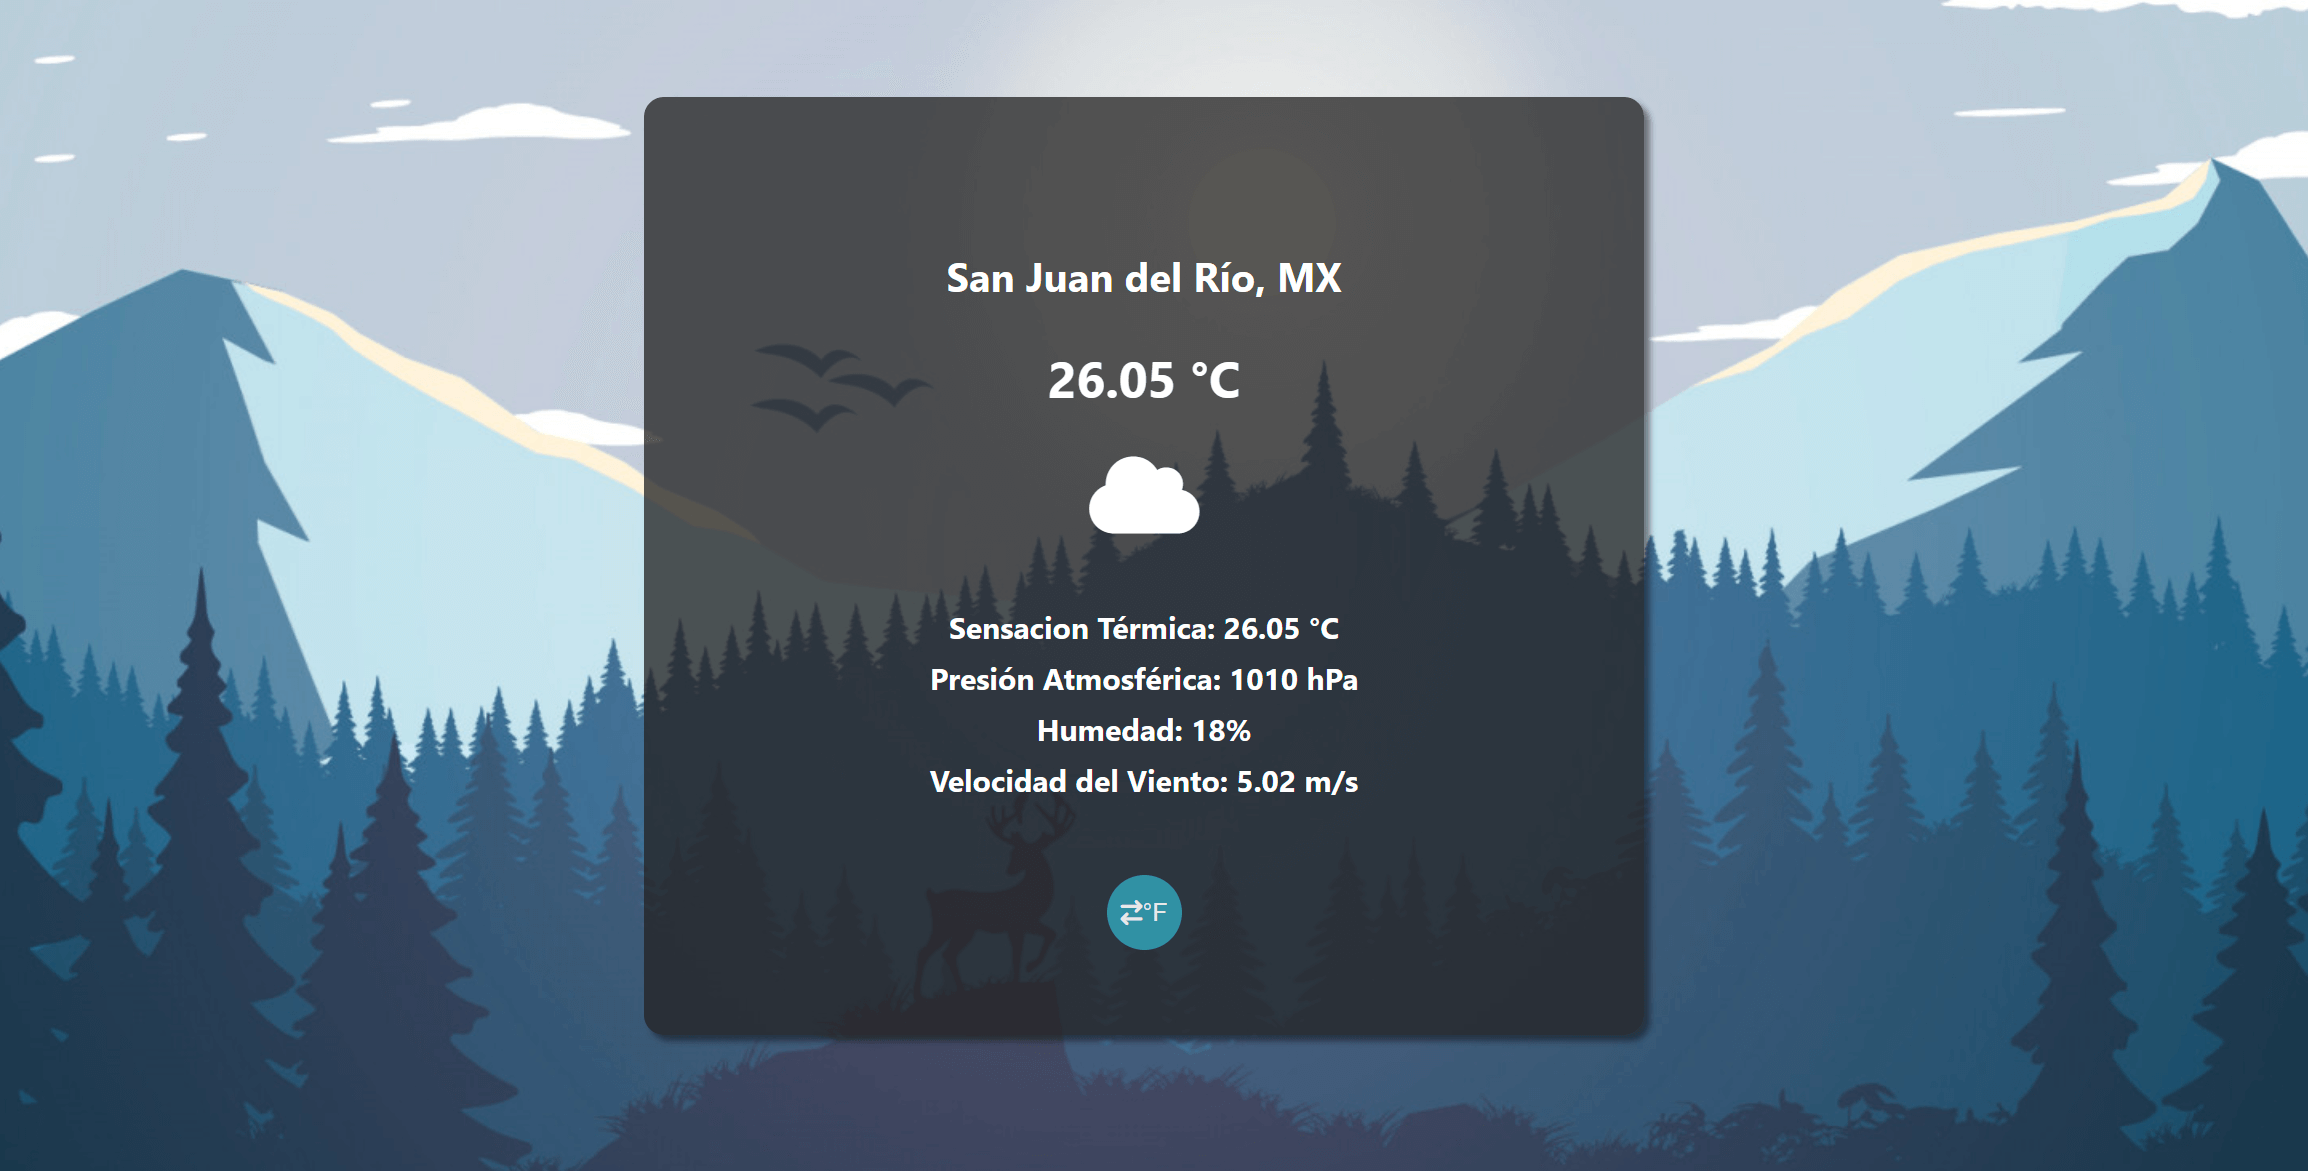 San Juan del Río, MX
26.05 °C
Sensacion Térmica: 26.05 °C
Presión Atmosférica: 1010 hPa
Humedad: 18%
Velocidad del Viento: 5.02 m/s
°F